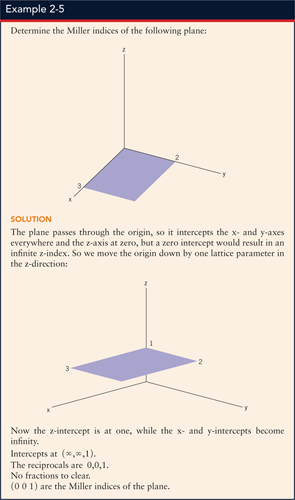 Example 2-5
Determine the Miller indices of the following plane:
z
2
3
y
x
SOLUTION
The plane passes through the origin, so it intercepts the x- and y-axes
everywhere and the z-axis at zero, but a zero intercept would result in an
infinite z-index. So we move the origin down by one lattice parameter in
the z-direction:
z
1
2
3
x
y
Now the z-intercept is at one, while the x- and y-intercepts become
infinity.
Intercepts at (∞,∞,1).
The reciprocals are 0,0,1.
No fractions to clear.
(0 0 1) are the Miller indices of the plane.